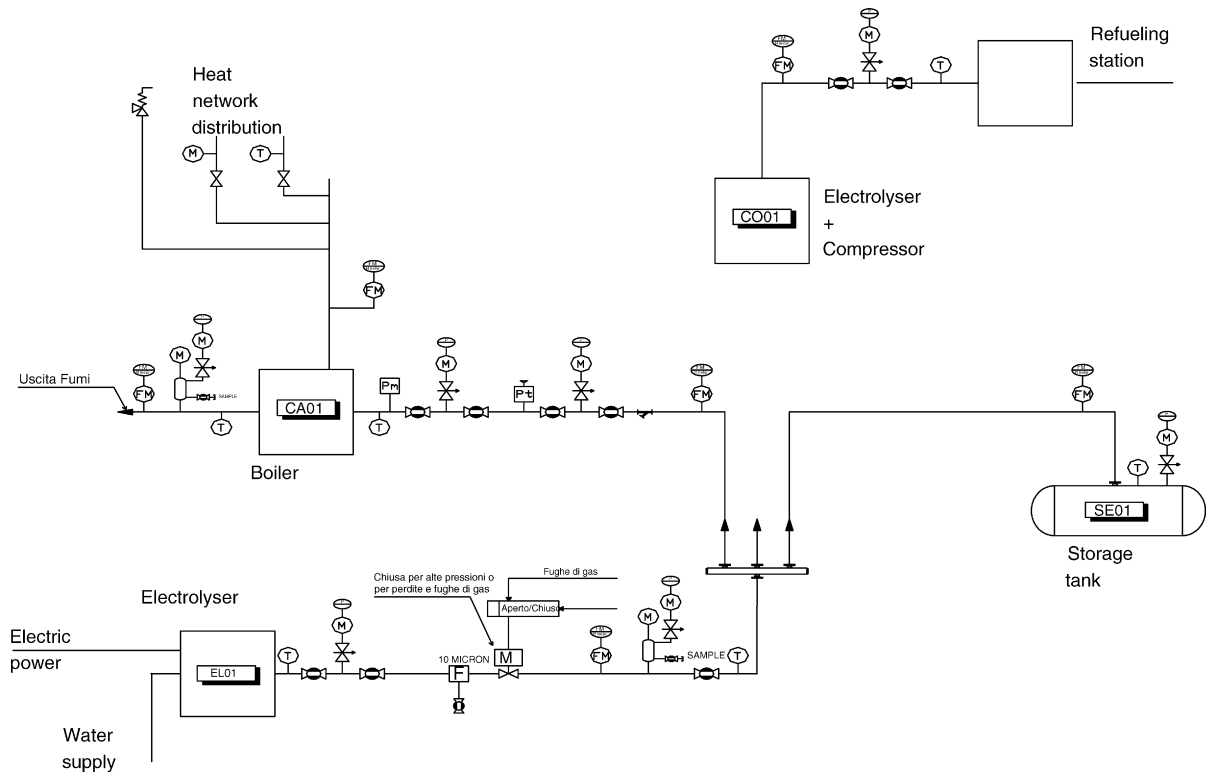 Refueling
station
M
FM
T
Heat
network
distribution
M
T
CO01
Electrolyser
+
Compressor
FM
M
M
M
M
Uscita Fumi
FM
SAMPLE
Pm
Pt
FM
FM
CA01
M
T
T
T
Boiler
SE01
Storage
tank
Fughe di gas
Chiusa per alte pressioni o
per perdite e fughe di gas
Electrolyser
Aperto/Chiuso
M
M
M
Electric
power
T
10 MICRON
M
FM
SAMPLE
T
EL01
F
Water
supply